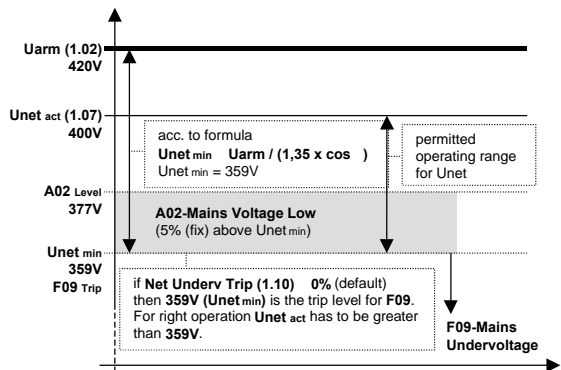 Uarm (1.02)
420V
Unet act (1.07)
400V
acc. to formula
Unet min Uarm / (1,35 x cos )
Unet min = 359V
permitted
operating range
for Unet
A02 Level
377V
A02-Mains Voltage Low
(5% (fix) above Unet min)
Unet min
359V
F09 Trip
if Net Underv Trip (1.10) 0% (default)
then 359V (Unet min) is the trip level for F09.
For right operation Unet act has to be greater
than 359V.
F09-Mains
Undervoltage